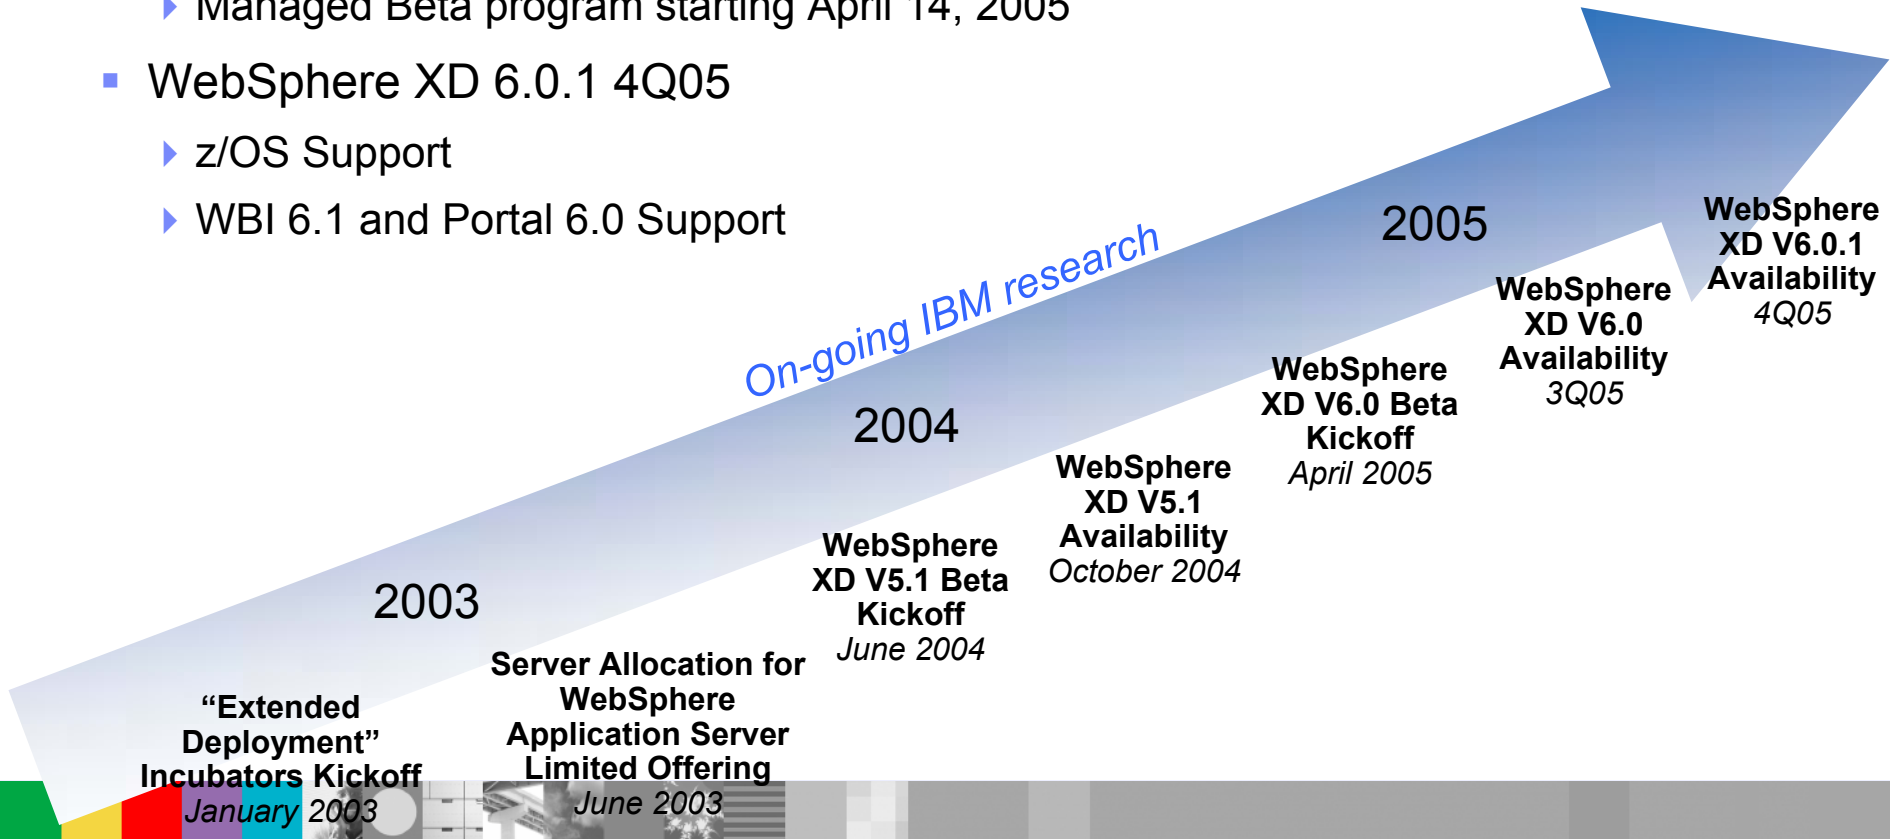 Managed Beta program starting April 14, 2005
WebSphere XD 6.0.1 4Q05
z/OS Support
WBI 6.1 and Portal 6.0 Support
On-going IBM research
2003
2004
2005
“Extended
Deployment”
Incubators Kickoff
January 2003
Server Allocation for
WebSphere
Application Server
Limited Offering
June 2003
WebSphere
XD V5.1 Beta
Kickoff
June 2004
WebSphere
XD V5.1
Availability
October 2004
WebSphere
XD V6.0 Beta
Kickoff
April 2005
WebSphere
XD V6.0
Availability
3Q05
WebSphere
XD V6.0.1
Availability
4Q05